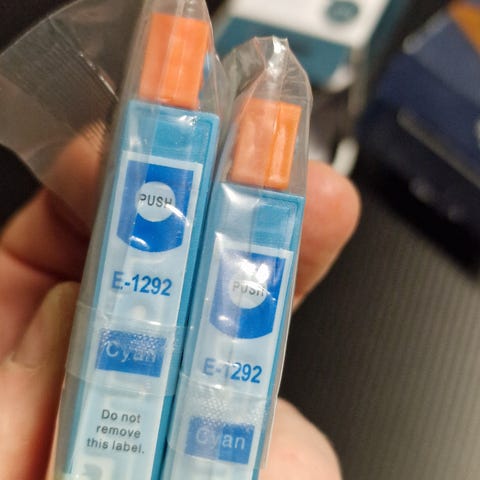 PUSH
E-1292
Cyan
Do not
remove
this label.
PUSH
E-1292
Cyan